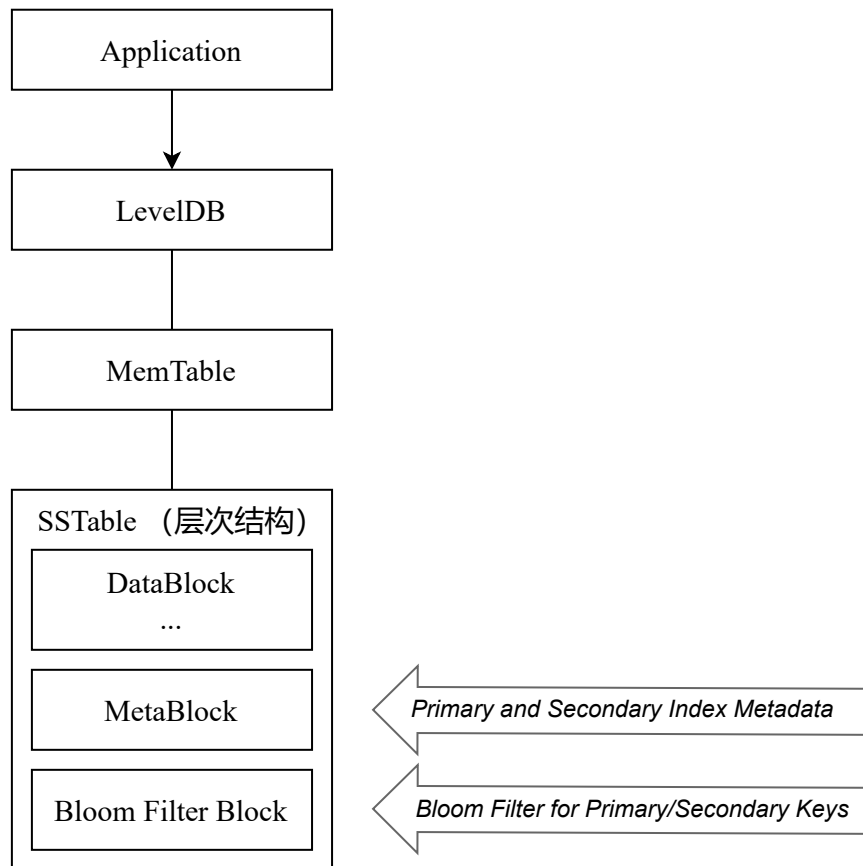 Application
LevelDB
MemTable
SSTable （层次结构）
DataBlock
...
MetaBlock
Primary and Secondary Index Metadata
Bloom Filter Block
Bloom Filter for Primary/Secondary Keys